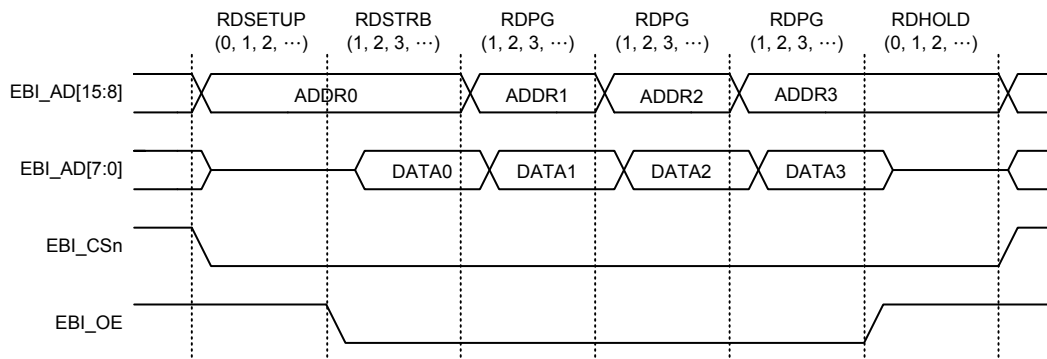 RDSETUP RDSTRB RDPG RDPG RDPG RDHOLD
(0, 1, 2, ⋯) (1, 2, 3, ⋯) (1, 2, 3, ⋯) (1, 2, 3, ⋯) (1, 2, 3, ⋯) (0, 1, 2, ⋯)
EBI_AD[15:8] ADDR0 ADDR1 ADDR2 ADDR3
EBI_AD[7:0] DATA0 DATA1 DATA2 DATA3
EBI_CSn
EBI_OE